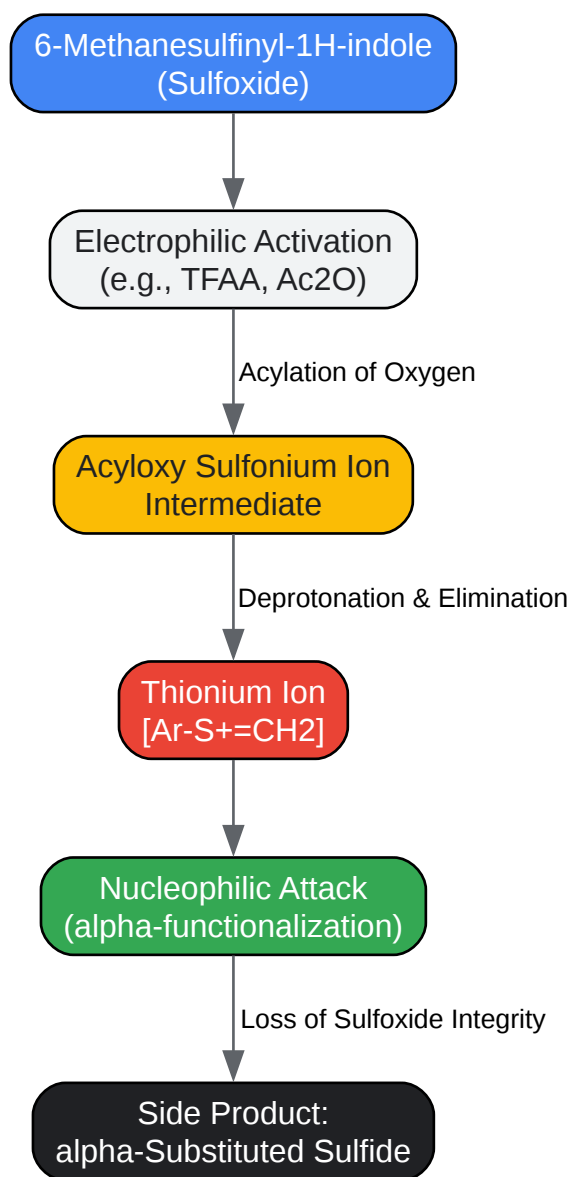 6-Methanesulfinyl-1H-indole
(Sulfoxide)
Electrophilic Activation
(e.g., TFAA, Ac2O)
Acylation of Oxygen
Acyloxy Sulfonium Ion
Intermediate
Deprotonation & Elimination
Thionium Ion
[Ar-S+=CH2]
Nucleophilic Attack
(alpha-functionalization)
Loss of Sulfoxide Integrity
Side Product:
alpha-Substituted Sulfide